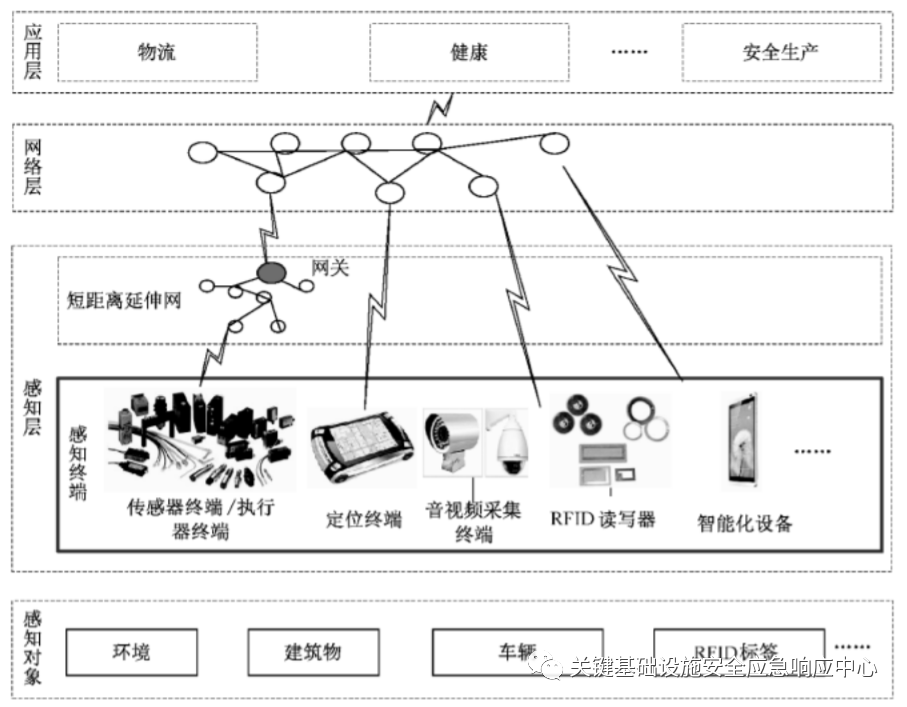 应用层
物流
健康
……
安全生产
网络层
感知层
短距离延伸网
网关
感知终端
传感器终端/执行
器终端
定位终端
音视频采集
终端
RFID 读写器
智能化设备
……
感知对象
环境
建筑物
车辆
RFID标签
……
关键基础设施安全应急响应中心